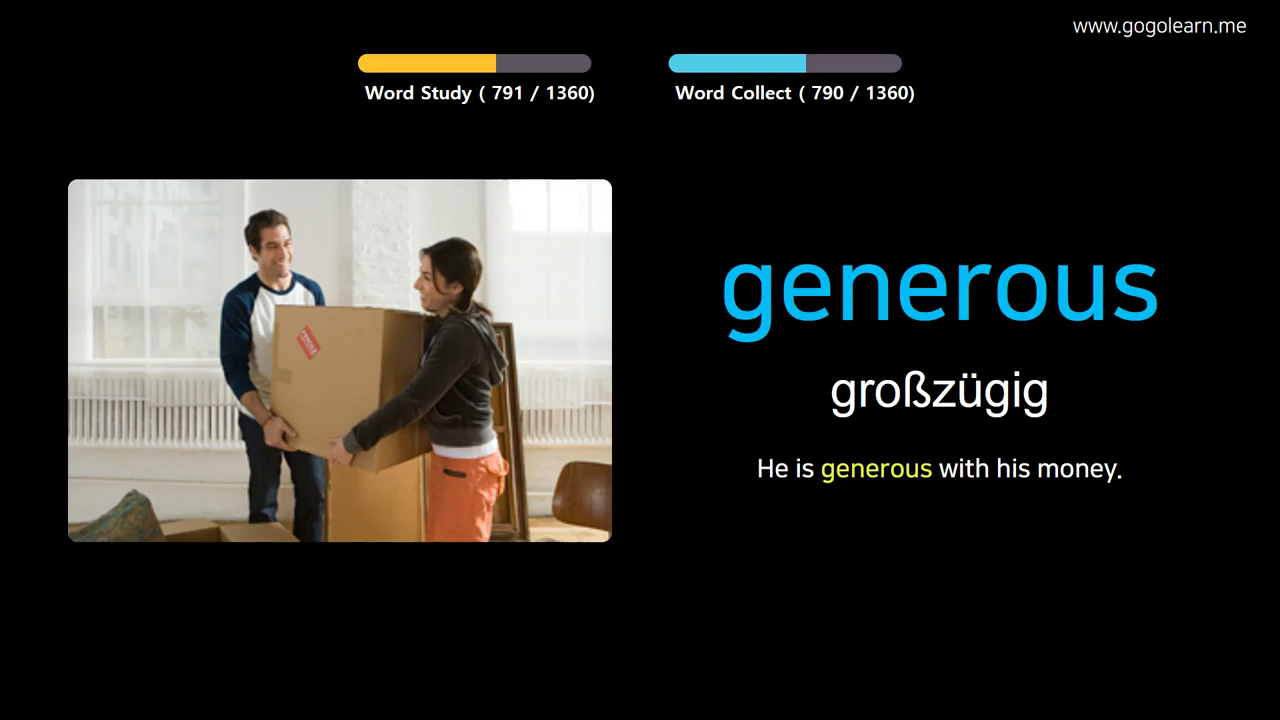 www.gogolearn.me
Word Study ( 791 / 1360)
Word Collect ( 790 / 1360)
generous
großzügig
He is generous with his money.